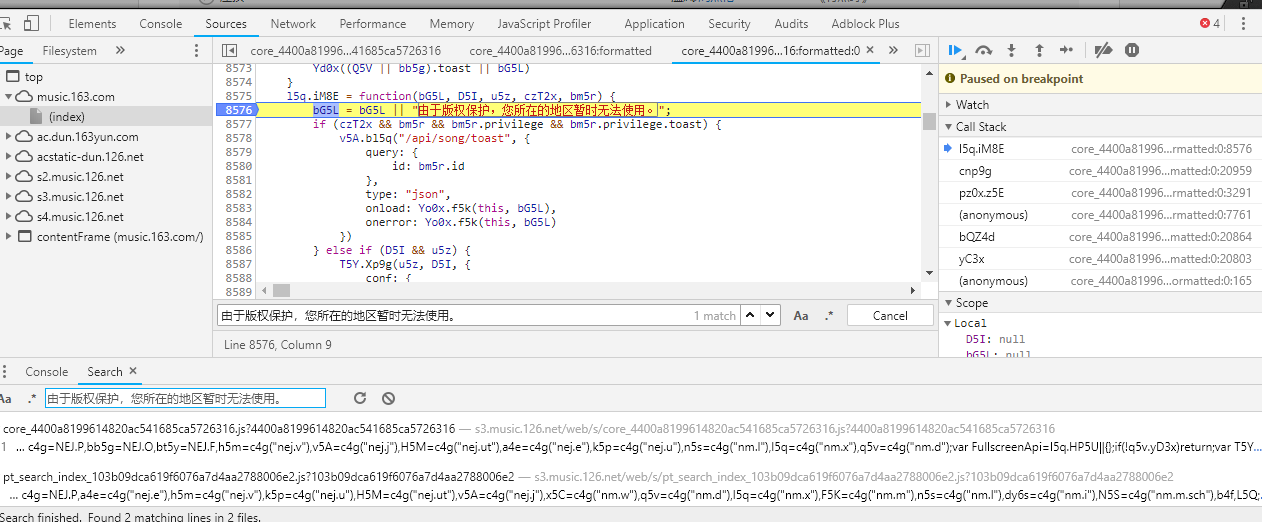 Elements Console Sources Network Performance Memory JavaScript Profiler Application Security Audits Adblock Plus 4
Page Filesystem
top
music.163.com
(index)
ac.dun.163yun.com
acstatic-dun.126.net
s2.music.126.net
s3.music.126.net
s4.music.126.net
contentFrame (music.163.com/)
core_4400a81996...41685ca5726316 core_4400a81996...6316:formatted core_4400a81996...16:formatted:0
8573 Yd0x((Q5V || bb5g).toast || bG5L)
8574 }
8575 l5q.iM8E = function(bG5L, D5I, u5z, czT2x, bm5r) {
8576 bG5L = bG5L || "由于版权保护，您所在的地区暂时无法使用。";
8577 if (czT2x && bm5r && bm5r.privilege && bm5r.privilege.toast) {
8578 v5A.bl5q("/api/song/toast", {
8579 query: {
8580 id: bm5r.id
8581 },
8582 type: "json",
8583 onload: Yo0x.f5k(this, bG5L),
8584 onerror: Yo0x.f5k(this, bG5L)
8585 })
8586 } else if (D5I && u5z) {
8587 T5Y.Xp9g(u5z, D5I, {
8588 conf: {
8589
由于版权保护，您所在的地区暂时无法使用。 1 match Aa .* Cancel
Line 8576, Column 9
Paused on breakpoint
Watch
Call Stack
l5q.iM8E core_4400a81996...rmatted:0:8576
cnp9g core_4400a81996...matted:0:20959
pz0x.z5E core_4400a81996...rmatted:0:3291
(anonymous) core_4400a81996...rmatted:0:7761
bQZ4d core_4400a81996...matted:0:20864
yC3x core_4400a81996...matted:0:20803
(anonymous) core_4400a81996...ormatted:0:165
Scope
Local
D5I: null
bG5L: null
Console Search
Aa .* 由于版权保护，您所在的地区暂时无法使用。
core_4400a8199614820ac541685ca5726316.js?4400a8199614820ac541685ca5726316 — s3.music.126.net/web/s/core_4400a8199614820ac541685ca5726316.js?4400a8199614820ac541685ca5726316
1 ... c4g=NEJ.P,bb5g=NEJ.O,bt5y=NEJ.F,h5m=c4g("nej.v"),v5A=c4g("nej.j"),H5M=c4g("nej.ut"),a4e=c4g("nej.e"),k5p=c4g("nej.u"),n5s=c4g("nm.l"),l5q=c4g("nm.x"),q5v=c4g("nm.d");var FullscreenApi=l5q.HP5U||{};if(!q5v.yD3x)return;var T5Y...
pt_search_index_103b09dca619ff6076a7d4aa2788006e2.js?103b09dca619ff6076a7d4aa2788006e2 — s3.music.126.net/web/s/pt_search_index_103b09dca619ff6076a7d4aa2788006e2.js?103b09dca619ff6076a7d4aa2788006e2
... c4g=NEJ.P,a4e=c4g("nej.e"),h5m=c4g("nej.v"),k5p=c4g("nej.u"),H5M=c4g("nej.ut"),v5A=c4g("nej.j"),x5C=c4g("nm.w"),q5v=c4g("nm.d"),l5q=c4g("nm.x"),F5K=c4g("nm.m"),n5s=c4g("nm.l"),dy6s=c4g("nm.i"),N5S=c4g("nm.m.sch"),b4f,L5Q;...
Search finished. Found 2 matching lines in 2 files.